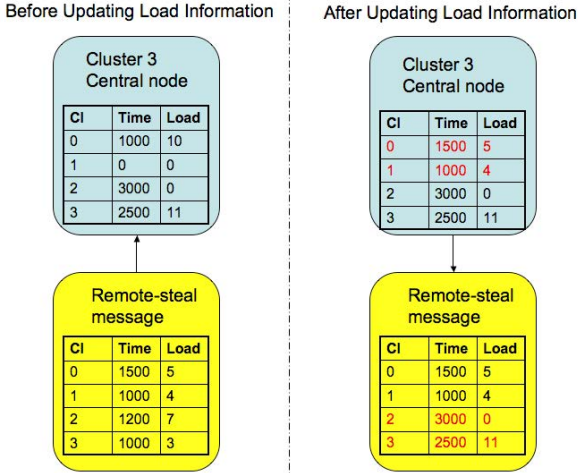 Before Updating Load Information
Cluster 3
Central node
CI Time Load
0 1000 10
1 0 0
2 3000 0
3 2500 11
Remote-steal
message
CI Time Load
0 1500 5
1 1000 4
2 1200 7
3 1000 3
After Updating Load Information
Cluster 3
Central node
CI Time Load
0 1500 5
1 1000 4
2 3000 0
3 2500 11
Remote-steal
message
CI Time Load
0 1500 5
1 1000 4
2 3000 0
3 2500 11